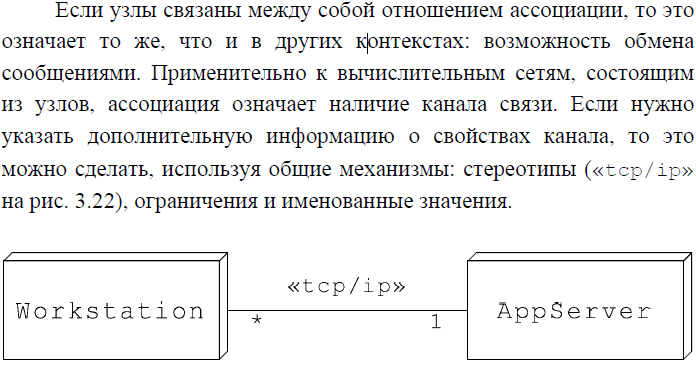 Если узлы связаны между собой отношением ассоциации, то это
означает то же, что и в других контекстах: возможность обмена
сообщениями. Применительно к вычислительным сетям, состоящим
из узлов, ассоциация означает наличие канала связи. Если нужно
указать дополнительную информацию о свойствах канала, то это
можно сделать, используя общие механизмы: стереотипы («tcp/ip»
на рис. 3.22), ограничения и именованные значения.
«tcp/ip»
Workstation
AppServer
*
1